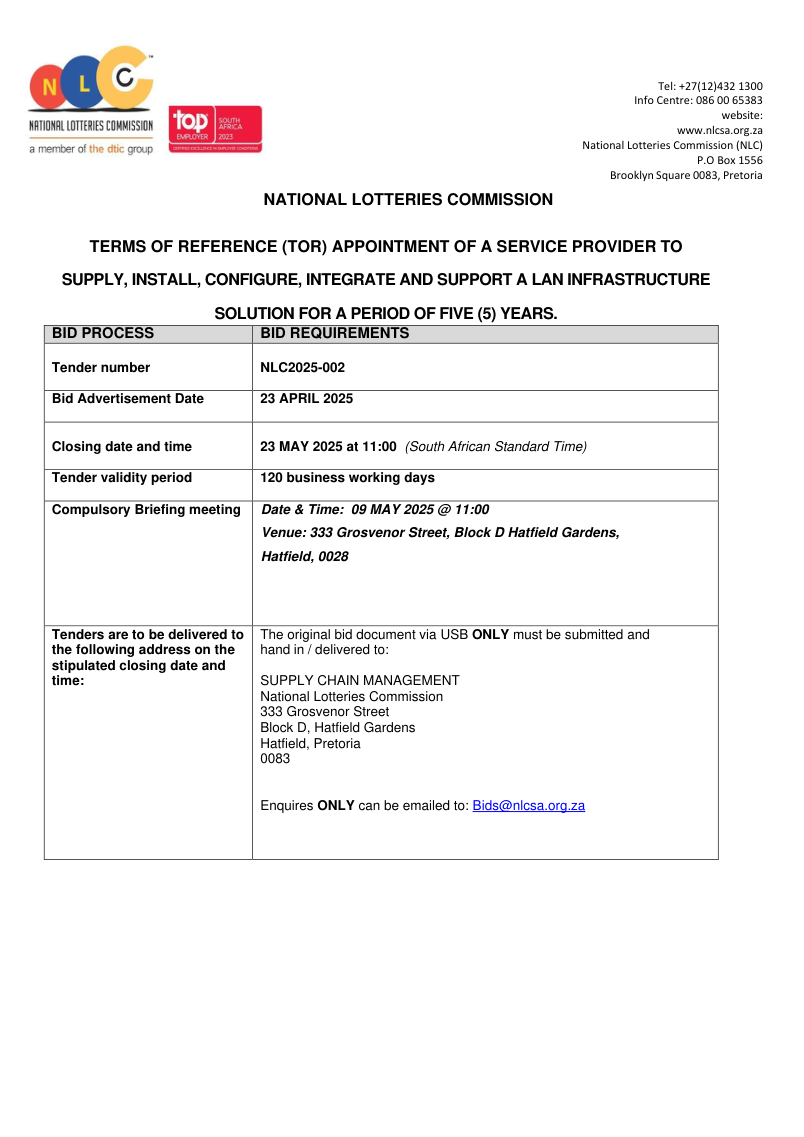 NLC
™
NATIONAL LOTTERIES COMMISSION
a member of the dtic group
top
EMPLOYER
SOUTH
AFRICA
2023
CERTIFIED EXCELLENCE IN EMPLOYEE CONDITIONS
Tel: +27(12)432 1300
Info Centre: 086 00 65383
website:
www.nlcsa.org.za
National Lotteries Commission (NLC)
P.O Box 1556
Brooklyn Square 0083, Pretoria
NATIONAL LOTTERIES COMMISSION
TERMS OF REFERENCE (TOR) APPOINTMENT OF A SERVICE PROVIDER TO
SUPPLY, INSTALL, CONFIGURE, INTEGRATE AND SUPPORT A LAN INFRASTRUCTURE
SOLUTION FOR A PERIOD OF FIVE (5) YEARS.
BID PROCESS BID REQUIREMENTS
Tender number NLC2025-002
Bid Advertisement Date 23 APRIL 2025
Closing date and time 23 MAY 2025 at 11:00 (South African Standard Time)
Tender validity period 120 business working days
Compulsory Briefing meeting Date & Time: 09 MAY 2025 @ 11:00
Venue: 333 Grosvenor Street, Block D Hatfield Gardens,
Hatfield, 0028
Tenders are to be delivered to
the following address on the
stipulated closing date and
time:
The original bid document via USB ONLY must be submitted and
hand in / delivered to:
SUPPLY CHAIN MANAGEMENT
National Lotteries Commission
333 Grosvenor Street
Block D, Hatfield Gardens
Hatfield, Pretoria
0083
Enquires ONLY can be emailed to: Bids@nlcsa.org.za